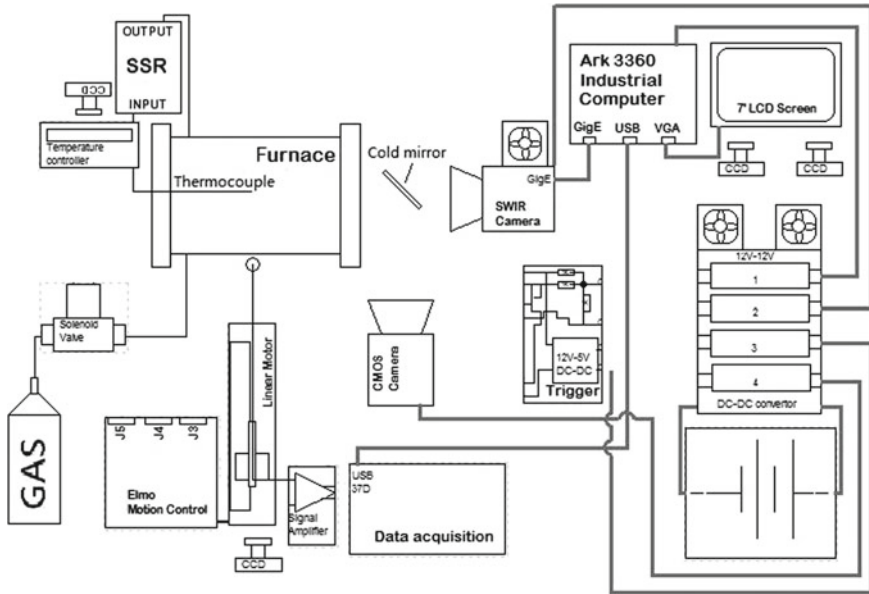 OUTPUT
SSR
INPUT
CCD
Temperature
controller
Furnace
Thermocouple
Cold mirror
GigE
SWIR
Camera
Ark 3360
Industrial
Computer
GigE USB VGA
7" LCD Screen
CCD
CCD
12V-12V
1
2
3
4
DC-DC convertor
Solenoid
Valve
GAS
Linear Motor
CMOS
Camera
12V-5V
DC-DC
Trigger
J5 J4 J3
Elmo
Motion Control
Signal
Amplifier
USB
37D
Data acquisition
CCD